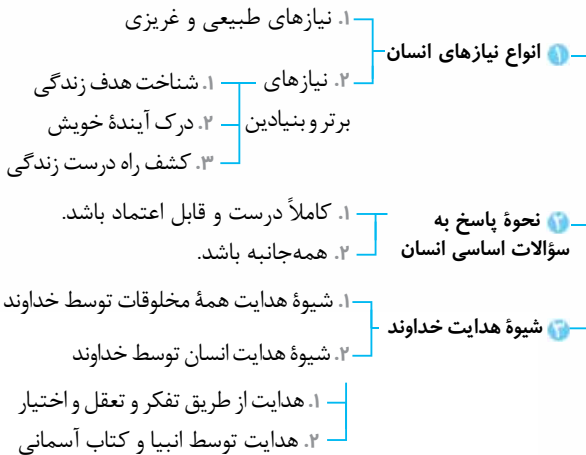 ۱ انواع نیازهای انسان
۱. نیازهای طبیعی و غریزی
۲. نیازهای برتر و بنیادین
۱. شناخت هدف زندگی
۲. درک آیندهٔ خویش
۳. کشف راه درست زندگی
۲ نحوهٔ پاسخ به
سؤالات اساسی انسان
۱. کاملاً درست و قابل اعتماد باشد.
۲. همه‌جانبه باشد.
۳ شیوهٔ هدایت خداوند
۱. شیوهٔ هدایت همهٔ مخلوقات توسط خداوند
۲. شیوهٔ هدایت انسان توسط خداوند
۱. هدایت از طریق تفکر و تعقل و اختیار
۲. هدایت توسط انبیا و کتاب آسمانی